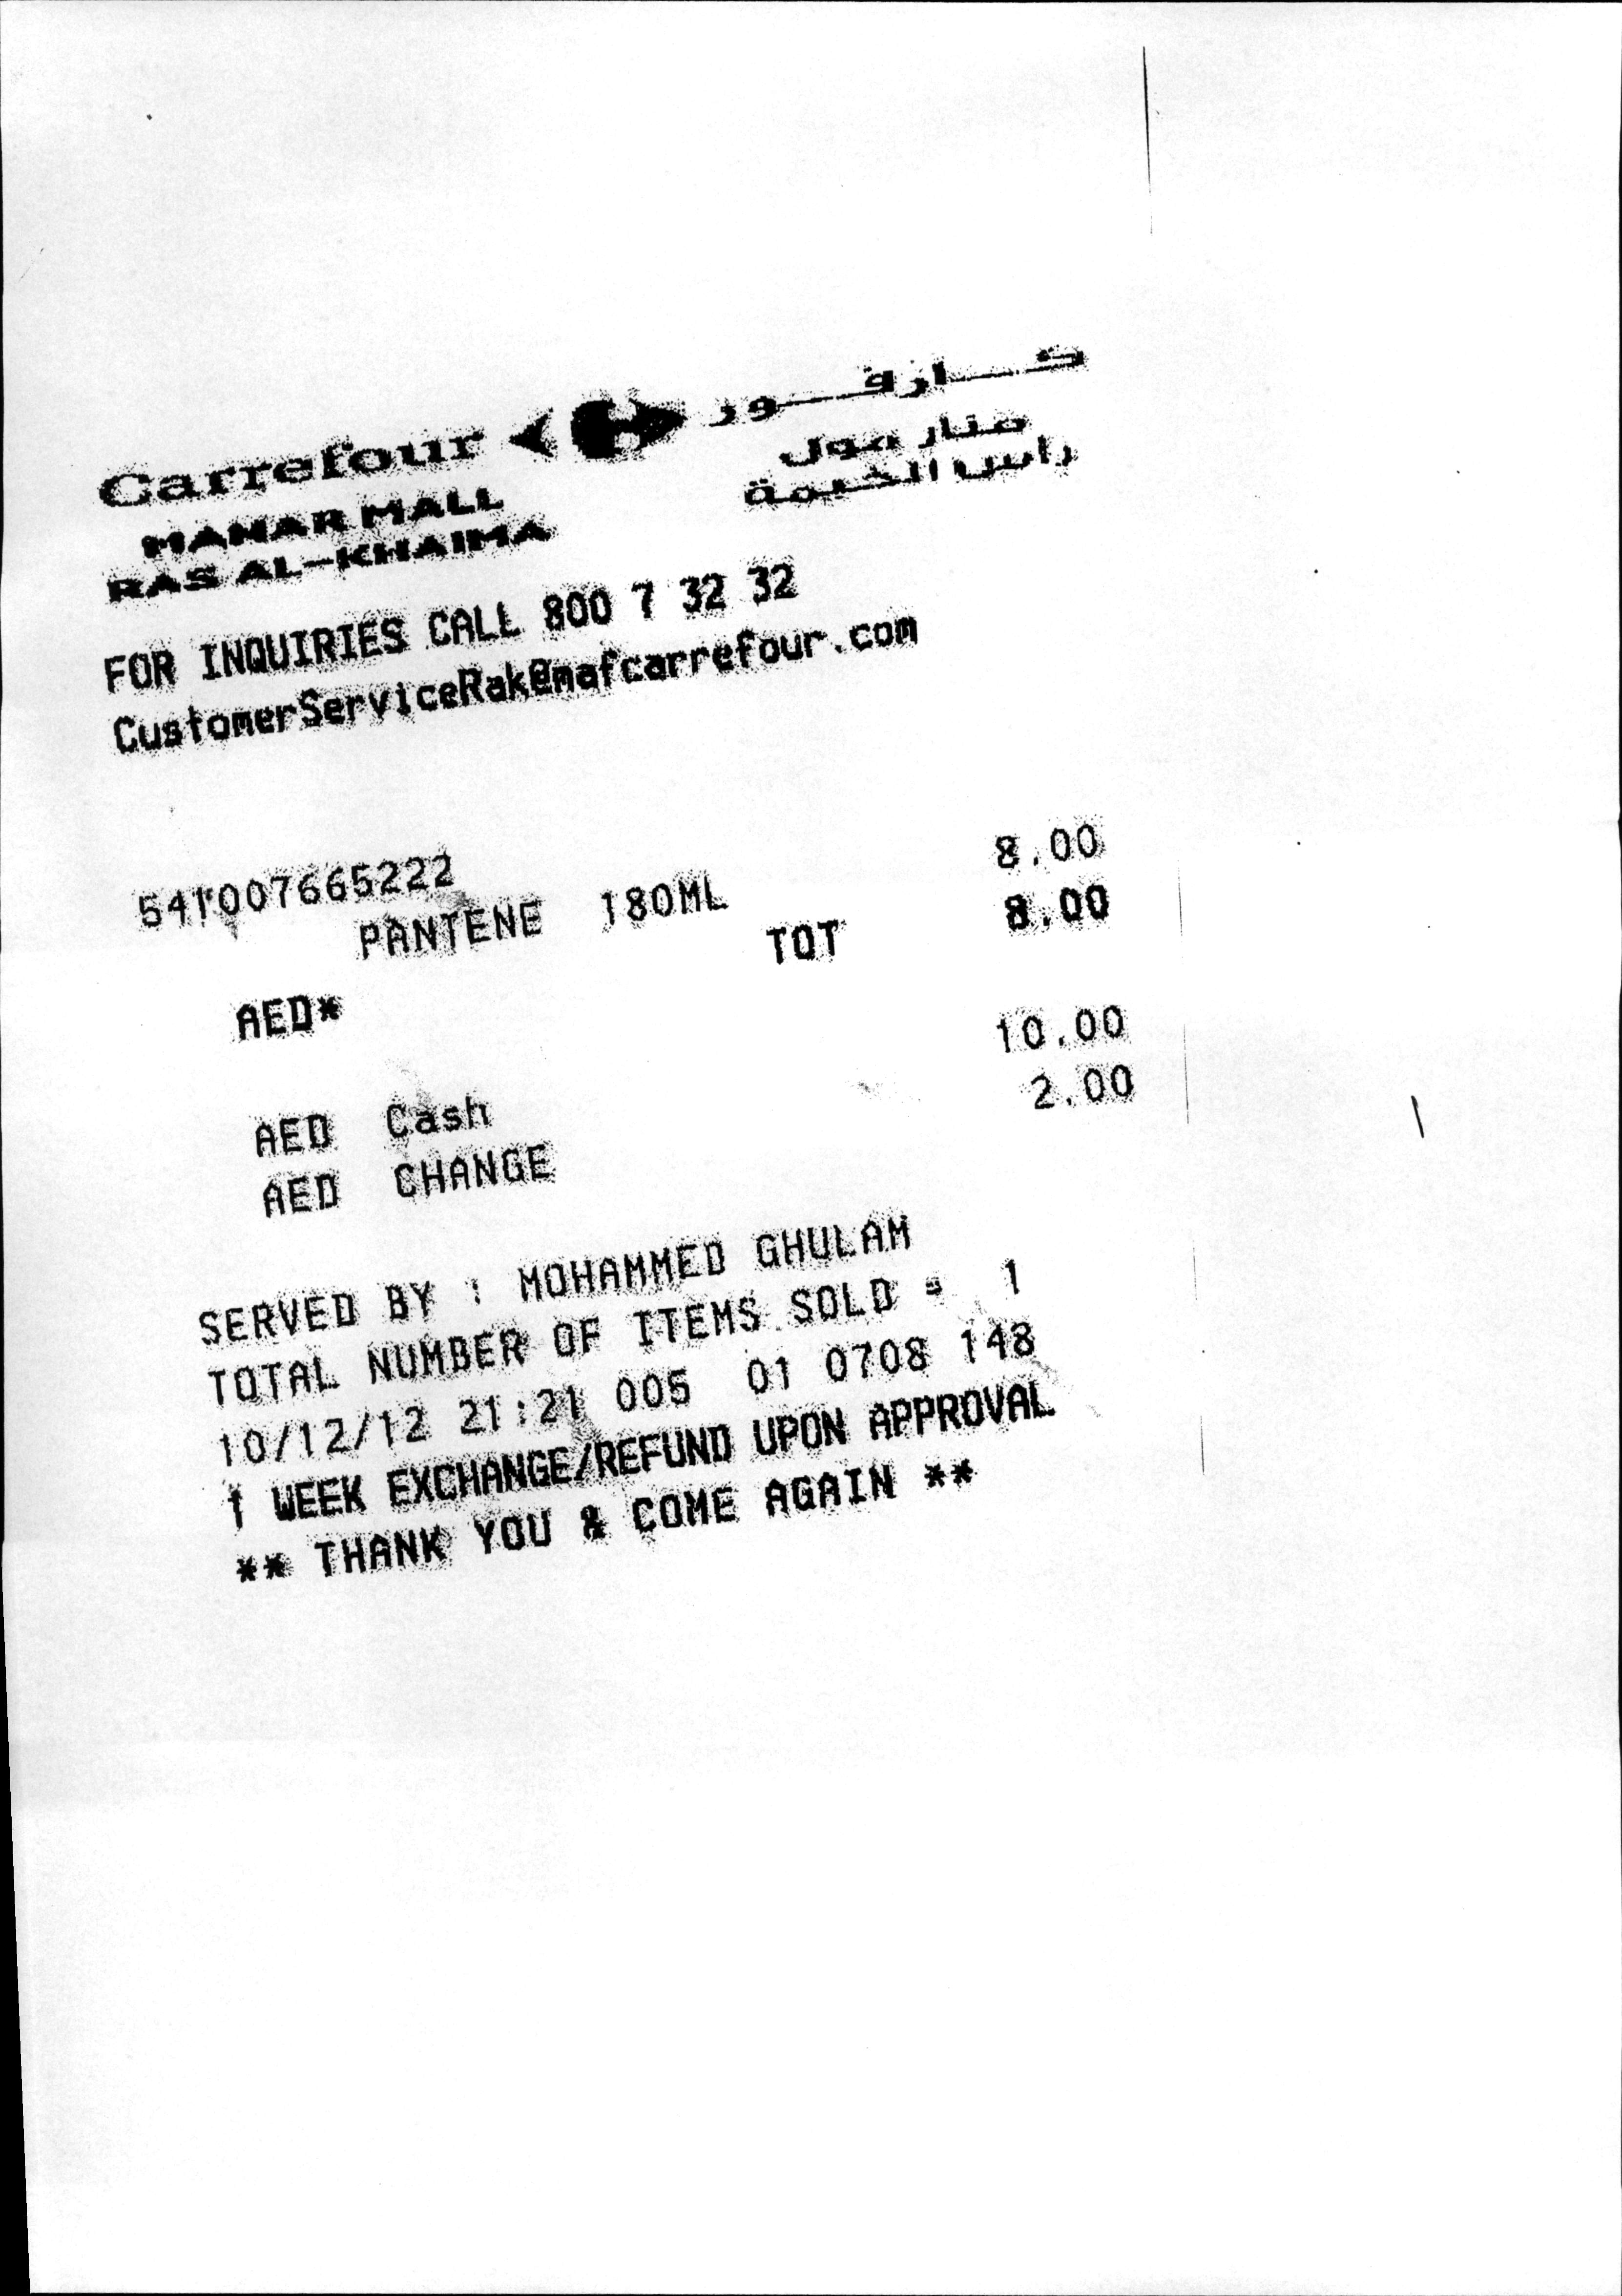 Carrefour كارفور
MANAR MALL منار مول
RAS AL-KHAIMA راس الخيمة
FOR INQUIRIES CALL 800 7 32 32
CustomerServiceRak@mafcarrefour.com
541007665222 8.00
PANTENE 180ML TOT 8.00
AED*
10.00
AED Cash 2.00
AED CHANGE
SERVED BY : MOHAMMED GHULAM
TOTAL NUMBER OF ITEMS SOLD = 1
10/12/12 21:21 005 01 0708 148
1 WEEK EXCHANGE/REFUND UPON APPROVAL
** THANK YOU & COME AGAIN **